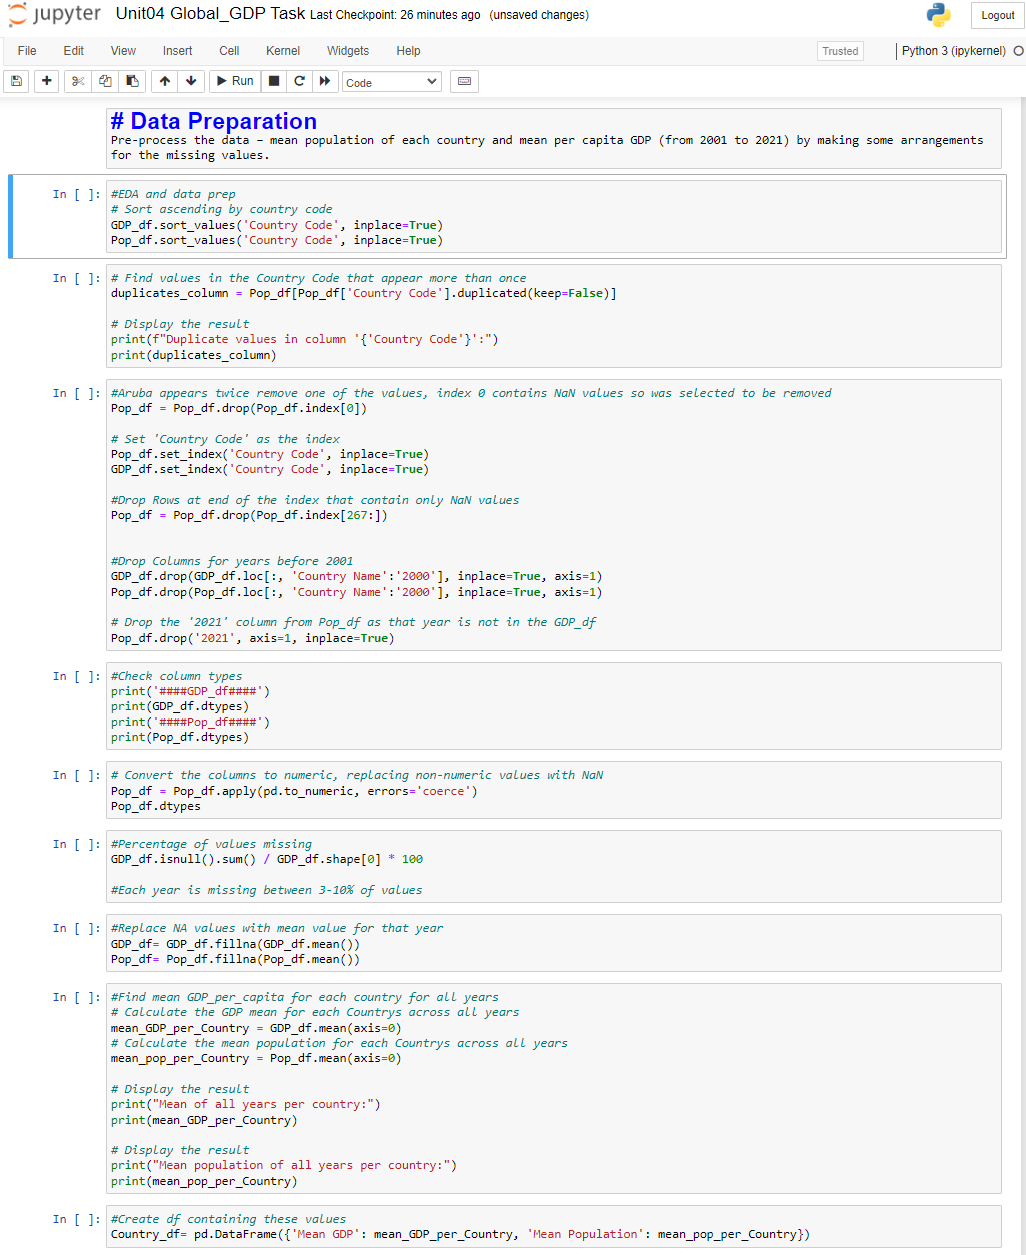 jupyter Unit04 Global_GDP Task Last Checkpoint: 26 minutes ago (unsaved changes) Logout
File Edit View Insert Cell Kernel Widgets Help Trusted Python 3 (ipykernel)
Run Code
# Data Preparation
Pre-process the data – mean population of each country and mean per capita GDP (from 2001 to 2021) by making some arrangements
for the missing values.
In [ ]: #EDA and data prep
# Sort ascending by country code
GDP_df.sort_values('Country Code', inplace=True)
Pop_df.sort_values('Country Code', inplace=True)
In [ ]: # Find values in the Country Code that appear more than once
duplicates_column = Pop_df[Pop_df['Country Code'].duplicated(keep=False)]
# Display the result
print(f"Duplicate values in column '{'Country Code'}':")
print(duplicates_column)
In [ ]: #Aruba appears twice remove one of the values, index 0 contains NaN values so was selected to be removed
Pop_df = Pop_df.drop(Pop_df.index[0])
# Set 'Country Code' as the index
Pop_df.set_index('Country Code', inplace=True)
GDP_df.set_index('Country Code', inplace=True)
#Drop Rows at end of the index that contain only NaN values
Pop_df = Pop_df.drop(Pop_df.index[267:])
#Drop Columns for years before 2001
GDP_df.drop(GDP_df.loc[:, 'Country Name':'2000'], inplace=True, axis=1)
Pop_df.drop(Pop_df.loc[:, 'Country Name':'2000'], inplace=True, axis=1)
# Drop the '2021' column from Pop_df as that year is not in the GDP_df
Pop_df.drop('2021', axis=1, inplace=True)
In [ ]: #Check column types
print('####GDP_df####')
print(GDP_df.dtypes)
print('####Pop_df####')
print(Pop_df.dtypes)
In [ ]: # Convert the columns to numeric, replacing non-numeric values with NaN
Pop_df = Pop_df.apply(pd.to_numeric, errors='coerce')
Pop_df.dtypes
In [ ]: #Percentage of values missing
GDP_df.isnull().sum() / GDP_df.shape[0] * 100
#Each year is missing between 3-10% of values
In [ ]: #Replace NA values with mean value for that year
GDP_df= GDP_df.fillna(GDP_df.mean())
Pop_df= Pop_df.fillna(Pop_df.mean())
In [ ]: #Find mean GDP_per_capita for each country for all years
# Calculate the GDP mean for each Countrys across all years
mean_GDP_per_Country = GDP_df.mean(axis=0)
# Calculate the mean population for each Countrys across all years
mean_pop_per_Country = Pop_df.mean(axis=0)
# Display the result
print("Mean of all years per country:")
print(mean_GDP_per_Country)
# Display the result
print("Mean population of all years per country:")
print(mean_pop_per_Country)
In [ ]: #Create df containing these values
Country_df= pd.DataFrame({'Mean GDP': mean_GDP_per_Country, 'Mean Population': mean_pop_per_Country})